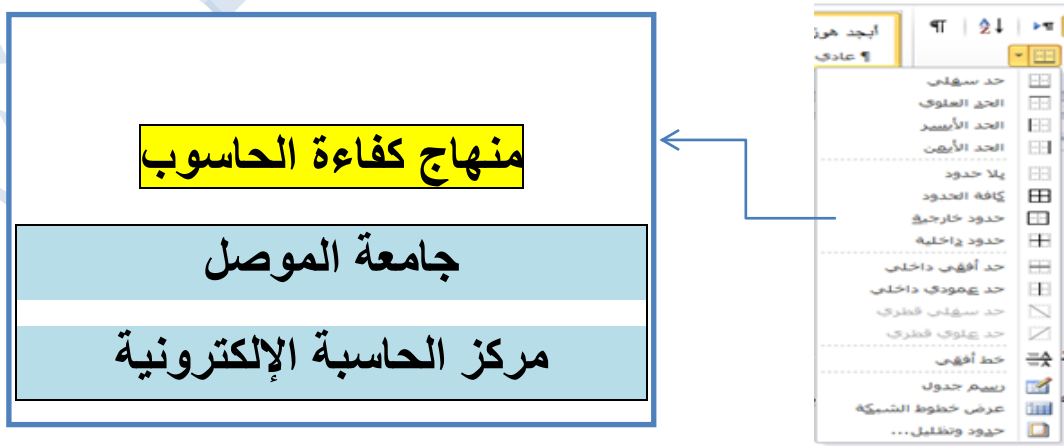 منهاج كفاءة الحاسوب
جامعة الموصل
مركز الحاسبة الإلكترونية
أبجد هوز
¶ عادي
حد سفلي
الحد العلوي
الحد الأيسر
الحد الأيمن
بلا حدود
كافة الحدود
حدود خارجية
حدود داخلية
حد أفقي داخلي
حد عمودي داخلي
حد سفلي قطري
حد علوي قطري
خط أفقي
رسم جدول
عرض خطوط الشبكة
حدود وتظليل...